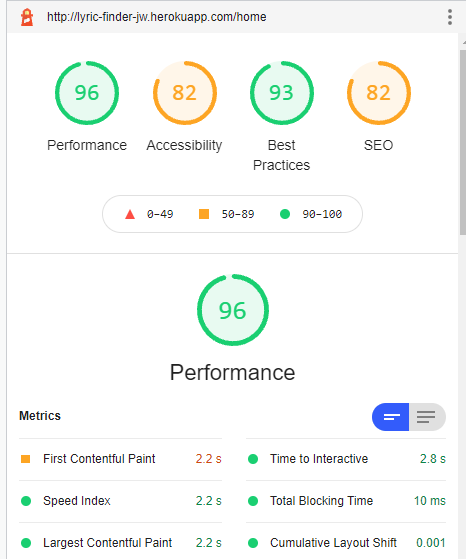 http://lyric-finder-jw.herokuapp.com/home
96 82 93 82
Performance Accessibility Best Practices SEO
0–49 50–89 90–100
96
Performance
Metrics
First Contentful Paint 2.2 s
Time to Interactive 2.8 s
Speed Index 2.2 s
Total Blocking Time 10 ms
Largest Contentful Paint 2.2 s
Cumulative Layout Shift 0.001